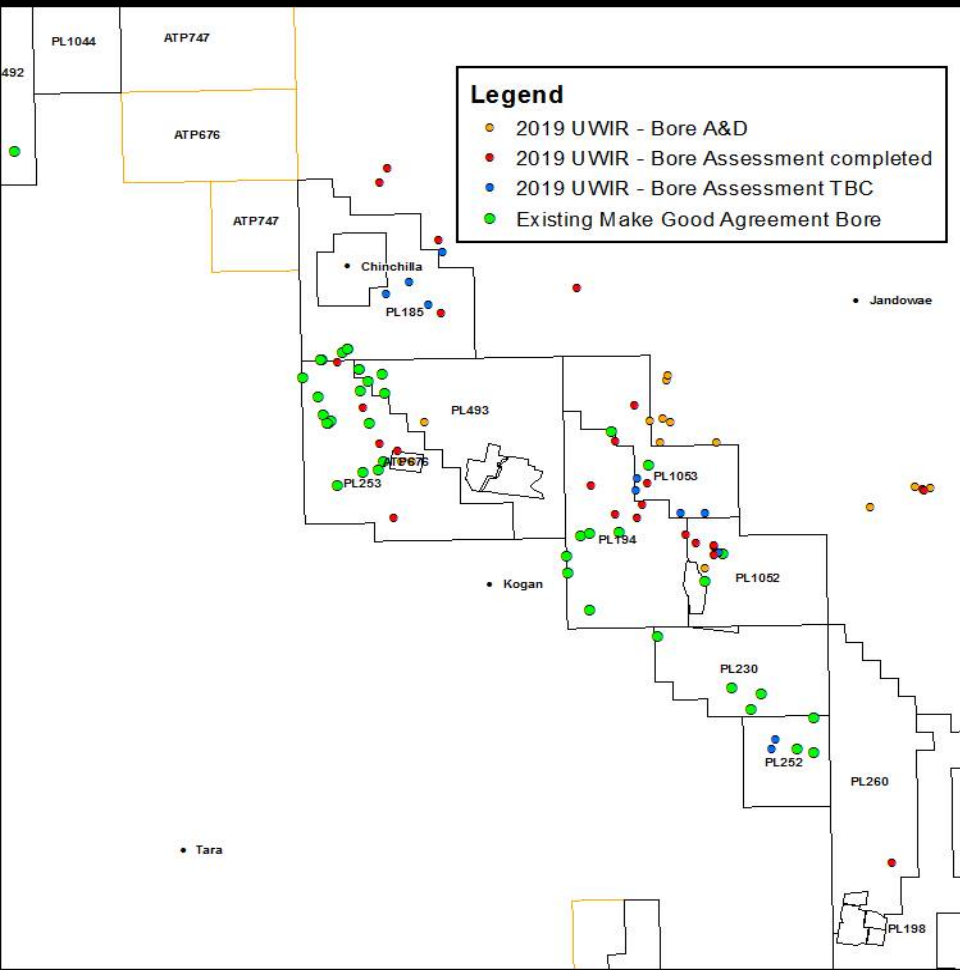 PL1044
ATP747
492
ATP676
ATP747
Legend
2019 UWIR - Bore A&D
2019 UWIR - Bore Assessment completed
2019 UWIR - Bore Assessment TBC
Existing Make Good Agreement Bore
Chinchilla
PL185
Jandowae
PL493
ATP676
PL253
PL1053
PL194
Kogan
PL1052
PL230
PL252
PL260
Tara
PL198